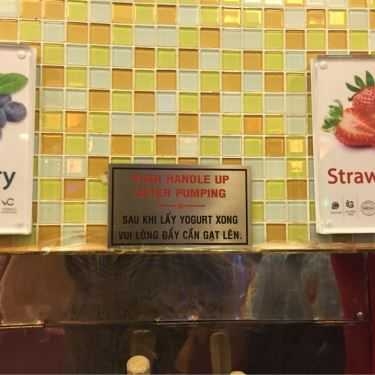 PUSH HANDLE UP
AFTER PUMPING
SAU KHI LẤY YOGURT XONG
VUI LÒNG ĐẨY CẦN GẠT LÊN.
ry
Straw